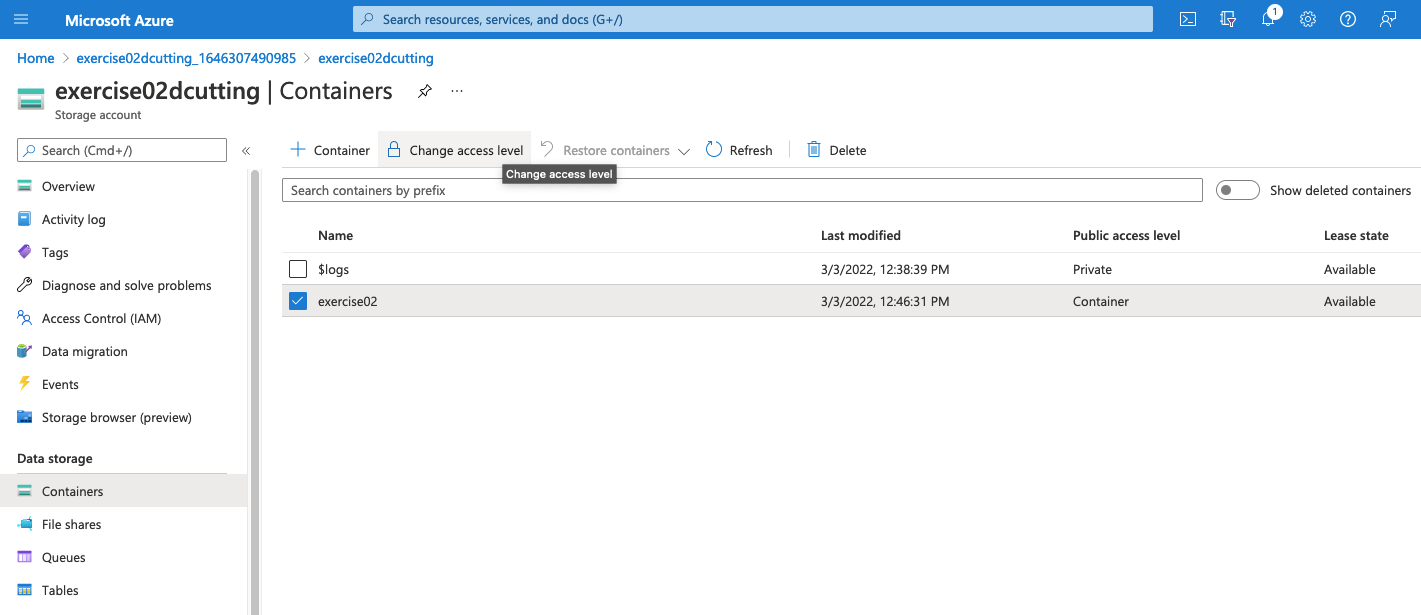 Microsoft Azure
Search resources, services, and docs (G+/)
1
Home > exercise02dcutting_1646307490985 > exercise02dcutting
exercise02dcutting | Containers
Storage account
Search (Cmd+/)
«
Container
Change access level
Restore containers
Refresh
Delete
Change access level
Search containers by prefix
Show deleted containers
Name Last modified Public access level Lease state
$logs 3/3/2022, 12:38:39 PM Private Available
exercise02 3/3/2022, 12:46:31 PM Container Available
Overview
Activity log
Tags
Diagnose and solve problems
Access Control (IAM)
Data migration
Events
Storage browser (preview)
Data storage
Containers
File shares
Queues
Tables